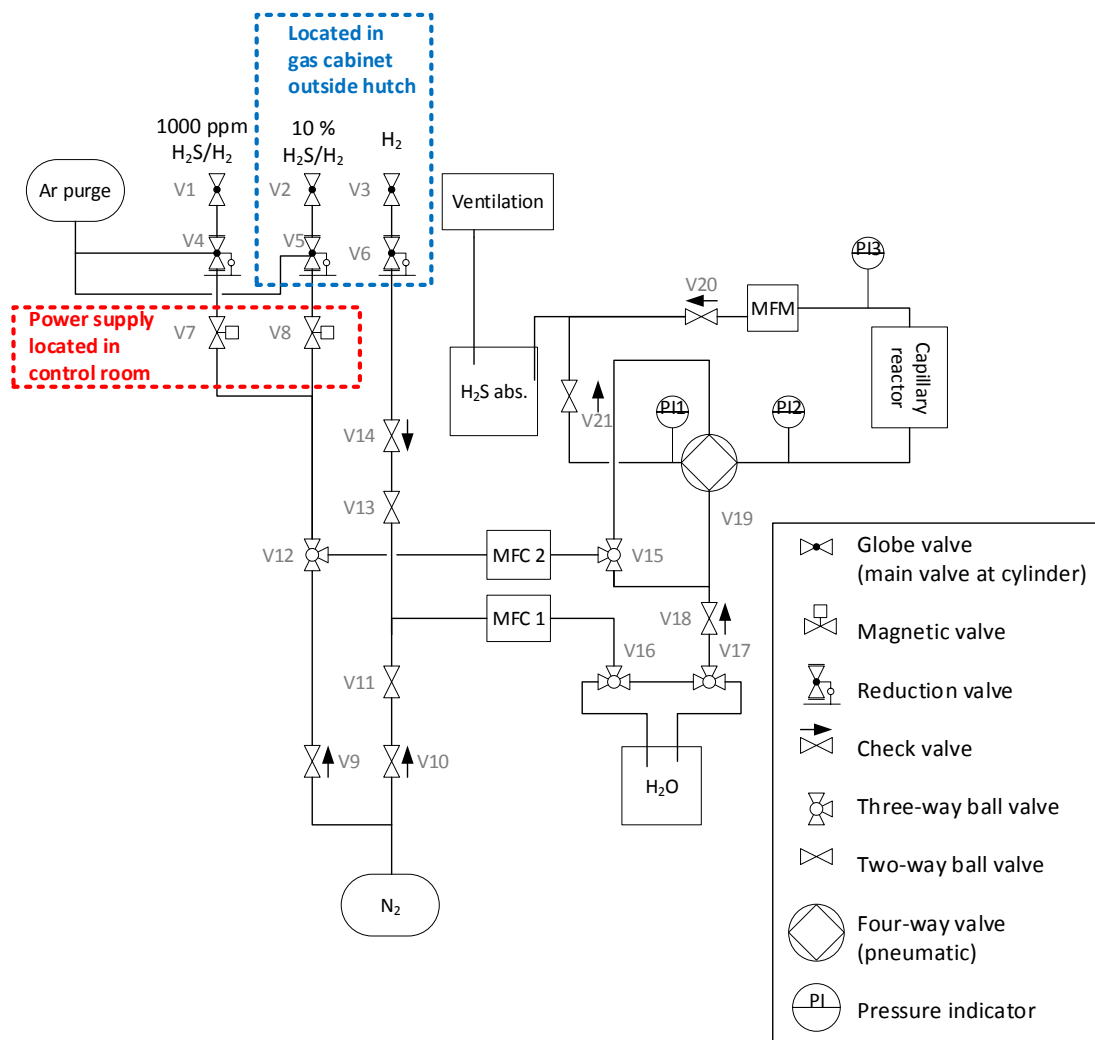 Located in
gas cabinet
outside hutch
1000 ppm
H₂S/H₂
10 %
H₂S/H₂
H₂
Ar purge
V1
V2
V3
Ventilation
V4
V5
V6
PI3
V20
MFM
Power supply
located in
control room
V7
V8
Capillary
reactor
H₂S abs.
V21
PI1
PI2
V14
V13
V19
V12
MFC 2
V15
MFC 1
V18
V16
V17
V11
V9
V10
H₂O
N₂
Globe valve
(main valve at cylinder)
Magnetic valve
Reduction valve
Check valve
Three-way ball valve
Two-way ball valve
Four-way valve
(pneumatic)
PI
Pressure indicator